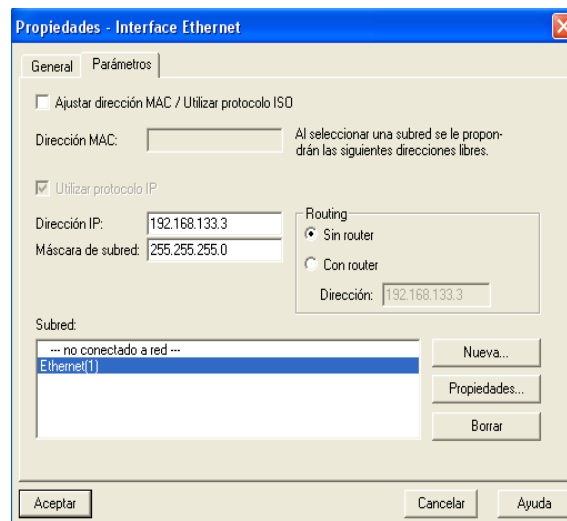 Propiedades - Interface Ethernet
General Parámetros
Ajustar dirección MAC / Utilizar protocolo ISO
Dirección MAC:
Al seleccionar una subred se le propon-
drán las siguientes direcciones libres.
Utilizar protocolo IP
Dirección IP: 192.168.133.3
Máscara de subred: 255.255.255.0
Routing
Sin router
Con router
Dirección: 192.168.133.3
Subred:
--- no conectado a red ---
Ethernet(1)
Nueva...
Propiedades...
Borrar
Aceptar Cancelar Ayuda